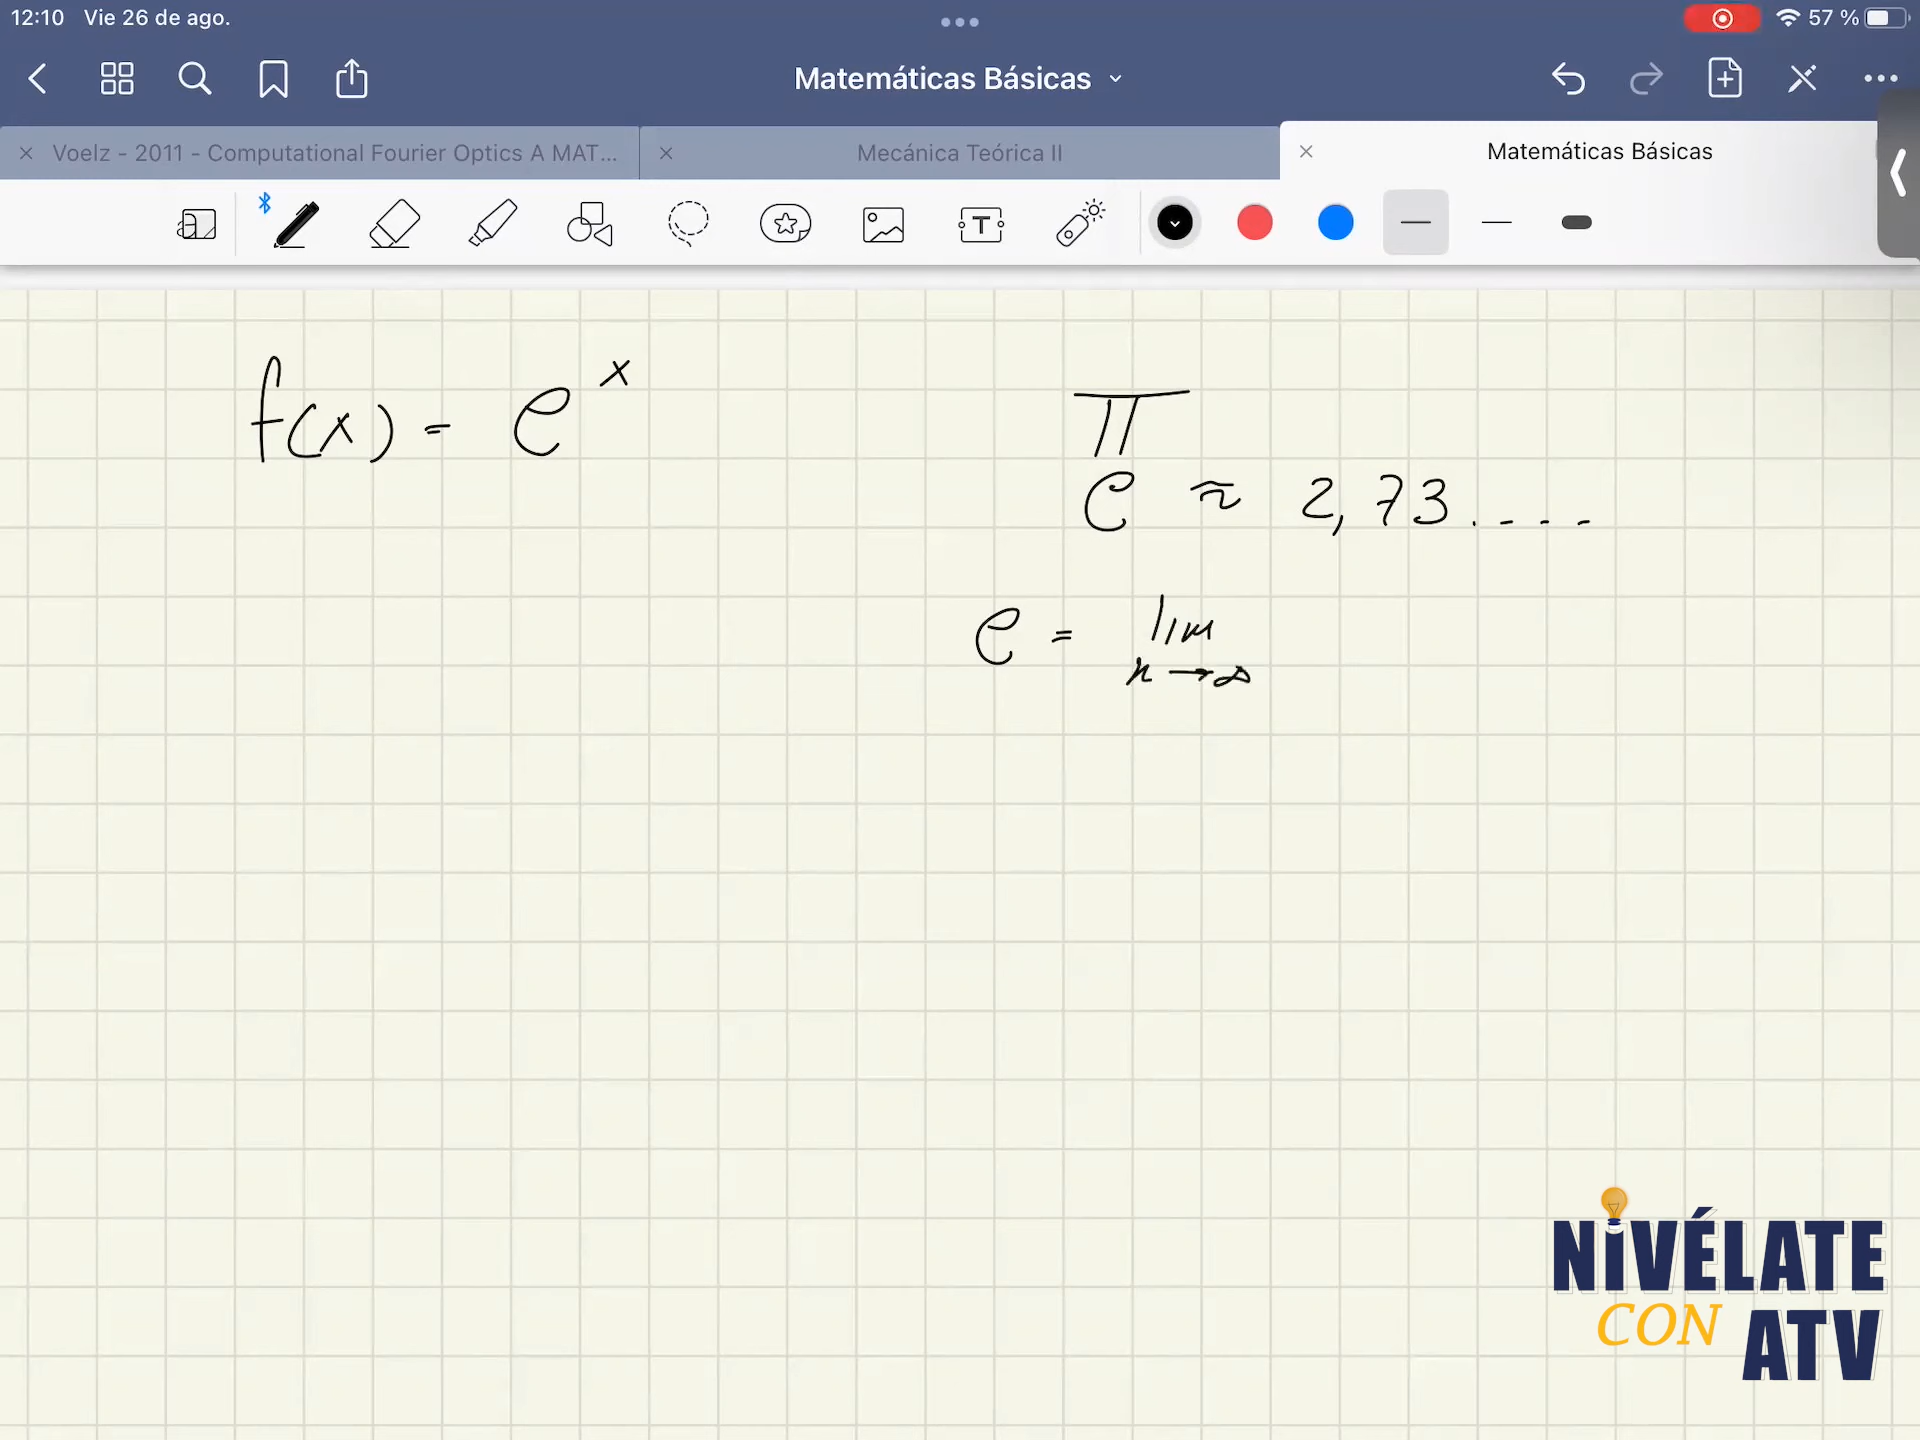 12:10 Vie 26 de ago.
57 %
Matemáticas Básicas
Voelz - 2011 - Computational Fourier Optics A MAT...
Mecánica Teórica II
Matemáticas Básicas
f(x) = e^x
π
e ≈ 2,73.....
e = lim
n → ∞
NIVÉLATE
CON
ATV